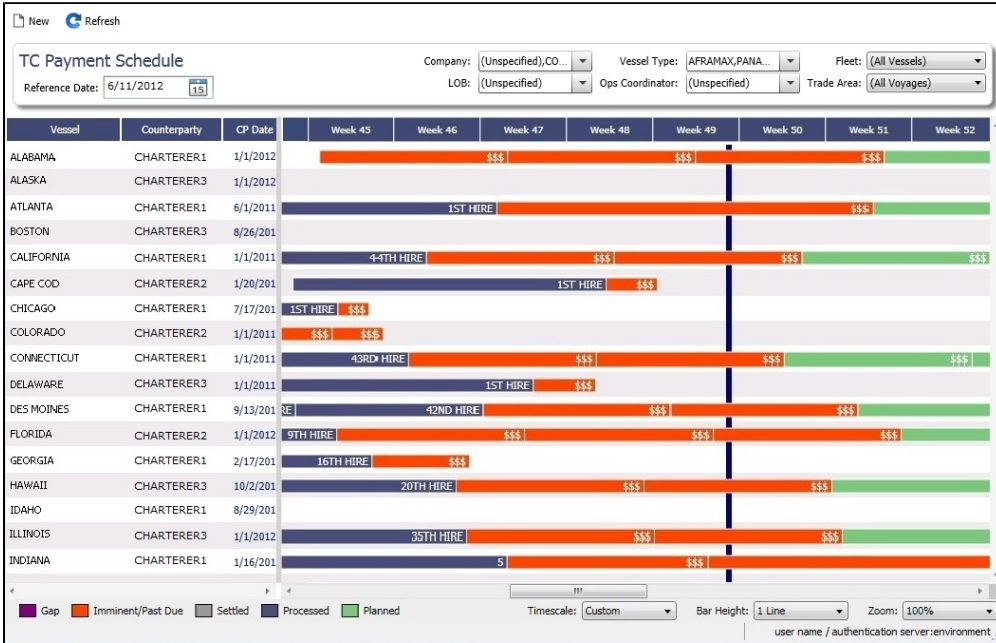 New Refresh
TC Payment Schedule
Company: (Unspecified),CO... Vessel Type: AFRAMAX,PANA... Fleet: (All Vessels)
Reference Date: 6/11/2012 15 LOB: (Unspecified) Ops Coordinator: (Unspecified) Trade Area: (All Voyages)
Vessel Counterparty CP Date Week 45 Week 46 Week 47 Week 48 Week 49 Week 50 Week 51 Week 52
ALABAMA CHARTERER1 1/1/2012 $$$ $$$ $$$
ALASKA CHARTERER3 1/1/2012
ATLANTA CHARTERER1 6/1/2011 1ST HIRE $$$
BOSTON CHARTERER3 8/26/201
CALIFORNIA CHARTERER1 1/1/2011 44TH HIRE $$$ $$$ $$$
CAPE COD CHARTERER2 1/20/201 1ST HIRE $$$
CHICAGO CHARTERER1 7/17/201 1ST HIRE $$$
COLORADO CHARTERER2 1/1/2011 $$$ $$$
CONNECTICUT CHARTERER1 1/1/2011 43RD HIRE $$$ $$$ $$$
DELAWARE CHARTERER3 1/1/2011 1ST HIRE $$$
DES MOINES CHARTERER1 9/13/201 RE 42ND HIRE $$$ $$$
FLORIDA CHARTERER2 1/1/2012 9TH HIRE $$$ $$$ $$$
GEORGIA CHARTERER1 2/17/201 16TH HIRE $$$
HAWAII CHARTERER3 10/2/201 20TH HIRE $$$ $$$
IDAHO CHARTERER1 8/29/201
ILLINOIS CHARTERER3 1/1/2012 35TH HIRE $$$ $$$
INDIANA CHARTERER1 1/16/201 5 $$$
Gap Imminent/Past Due Settled Processed Planned Timescale: Custom Bar Height: 1 Line Zoom: 100%
user name / authentication server:environment